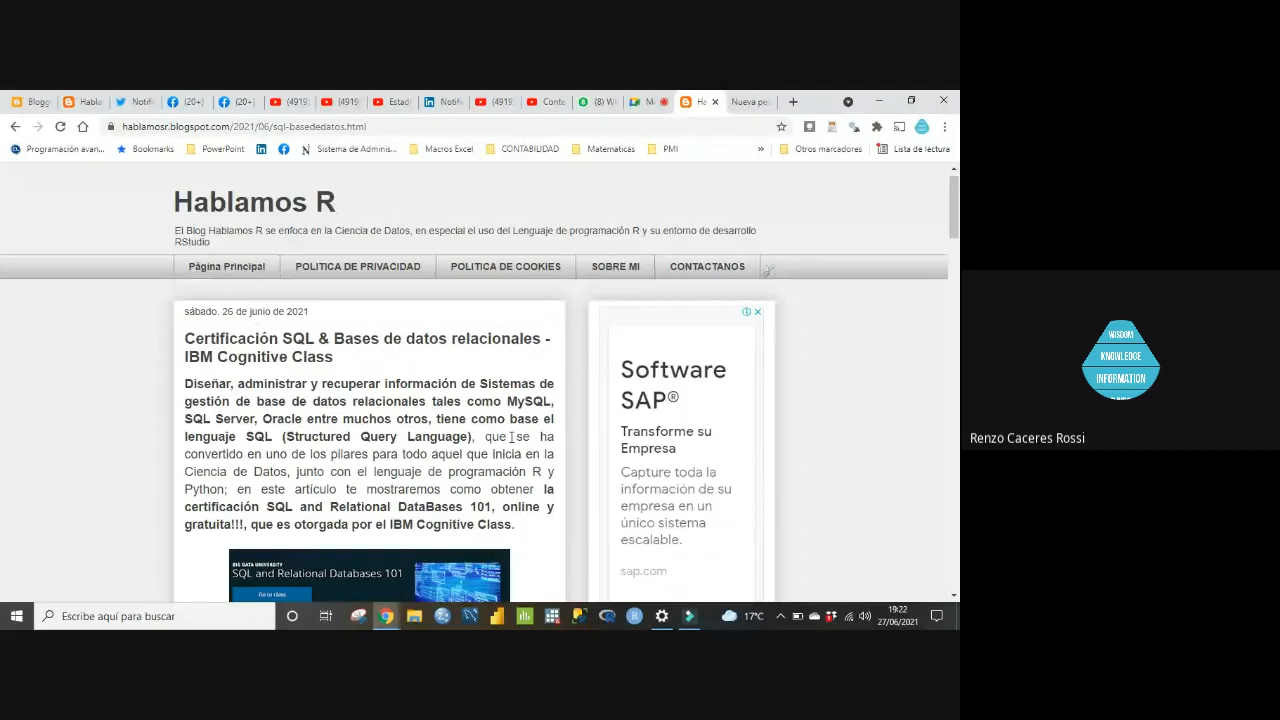 Blogg
Habla
Notifi
(20+)
(20+)
(4919
(4919
Estad
Notifi
(4919
Conte
(8) W
M
Ha
Nueva pe
hablamosr.blogspot.com/2021/06/sql-basededatos.html
Programación avan...
Bookmarks
PowerPoint
Sistema de Adminis...
Macros Excel
CONTABILIDAD
Matematicas
PMI
»
Otros marcadores
Lista de lectura
Hablamos R
El Blog Hablamos R se enfoca en la Ciencia de Datos, en especial el uso del Lenguaje de programación R y su entorno de desarrollo
RStudio
Página Principal
POLITICA DE PRIVACIDAD
POLITICA DE COOKIES
SOBRE MI
CONTACTANOS
sábado, 26 de junio de 2021
Certificación SQL & Bases de datos relacionales -
IBM Cognitive Class
Diseñar, administrar y recuperar información de Sistemas de
gestión de base de datos relacionales tales como MySQL,
SQL Server, Oracle entre muchos otros, tiene como base el
lenguaje SQL (Structured Query Language), que se ha
convertido en uno de los pilares para todo aquel que inicia en la
Ciencia de Datos, junto con el lenguaje de programación R y
Python; en este artículo te mostraremos como obtener la
certificación SQL and Relational DataBases 101, online y
gratuita!!!, que es otorgada por el IBM Cognitive Class.
BIG DATA UNIVERSITY
SQL and Relational Databases 101
Go to class
Software
SAP®
Transforme su
Empresa
Capture toda la
información de su
empresa en un
único sistema
escalable.
sap.com
Escribe aquí para buscar
17°C
19:22
27/06/2021
WISDOM
KNOWLEDGE
INFORMATION
Renzo Caceres Rossi